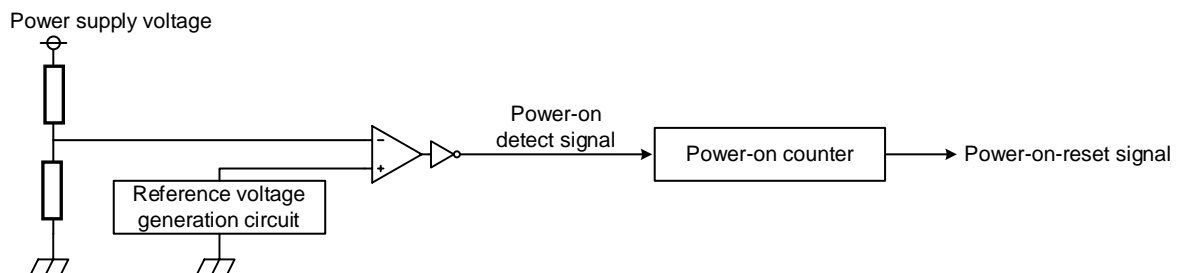 Power supply voltage
Power-on
detect signal
−
+
Power-on counter
Power-on-reset signal
Reference voltage
generation circuit